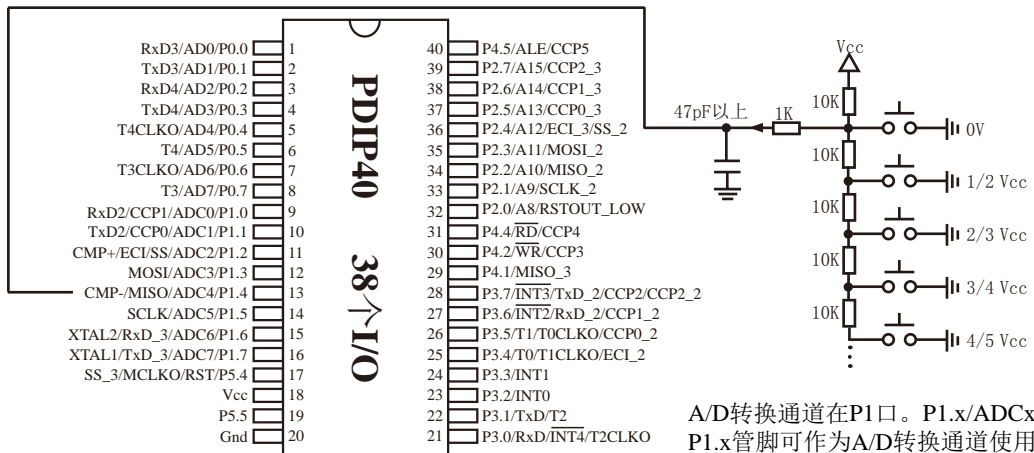 RxD3/AD0/P0.0 1
TxD3/AD1/P0.1 2
RxD4/AD2/P0.2 3
TxD4/AD3/P0.3 4
T4CLKO/AD4/P0.4 5
T4/AD5/P0.5 6
T3CLKO/AD6/P0.6 7
T3/AD7/P0.7 8
RxD2/CCP1/ADC0/P1.0 9
TxD2/CCP0/ADC1/P1.1 10
CMP+/ECI/SS/ADC2/P1.2 11
MOSI/ADC3/P1.3 12
CMP-/MISO/ADC4/P1.4 13
SCLK/ADC5/P1.5 14
XTAL2/RxD_3/ADC6/P1.6 15
XTAL1/TxD_3/ADC7/P1.7 16
SS_3/MCLKO/RST/P5.4 17
Vcc 18
P5.5 19
Gnd 20
PDIP40 38个I/O
40 P4.5/ALE/CCP5
39 P2.7/A15/CCP2_3
38 P2.6/A14/CCP1_3
37 P2.5/A13/CCP0_3
36 P2.4/A12/ECI_3/SS_2
35 P2.3/A11/MOSI_2
34 P2.2/A10/MISO_2
33 P2.1/A9/SCLK_2
32 P2.0/A8/RSTOUT_LOW
31 P4.4/RD/CCP4
30 P4.2/WR/CCP3
29 P4.1/MISO_3
28 P3.7/INT3/TxD_2/CCP2/CCP2_2
27 P3.6/INT2/RxD_2/CCP1_2
26 P3.5/T1/T0CLKO/CCP0_2
25 P3.4/T0/T1CLKO/ECI_2
24 P3.3/INT1
23 P3.2/INT0
22 P3.1/TxD/T2
21 P3.0/RxD/INT4/T2CLKO
47pF以上
1K
Vcc
10K
0V
10K
1/2 Vcc
10K
2/3 Vcc
10K
3/4 Vcc
10K
4/5 Vcc
A/D转换通道在P1口。P1.x/ADCx
P1.x管脚可作为A/D转换通道使用